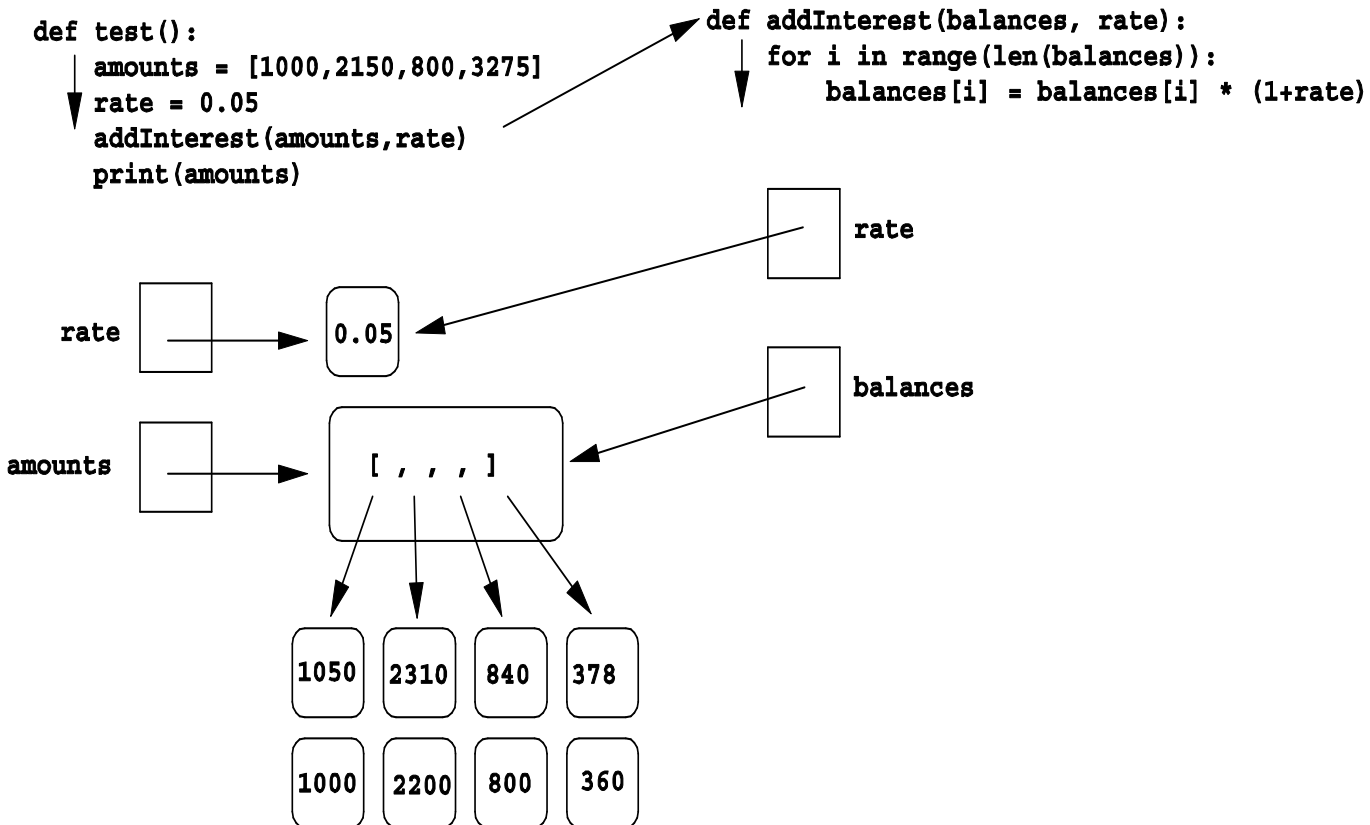 def test():
amounts = [1000,2150,800,3275]
rate = 0.05
addInterest(amounts,rate)
print(amounts)
def addInterest(balances, rate):
for i in range(len(balances)):
balances[i] = balances[i] * (1+rate)
rate
rate
0.05
balances
amounts
[ , , , ]
1050 2310 840 378
1000 2200 800 360